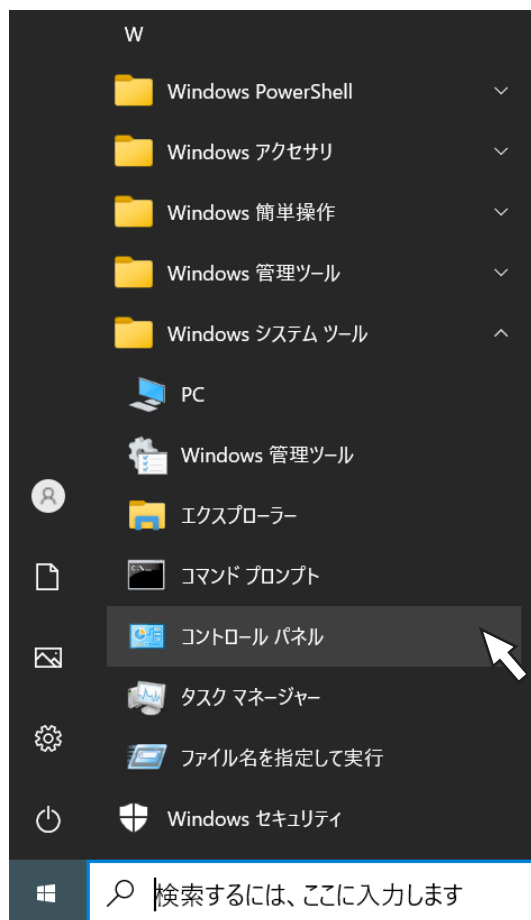 W
Windows PowerShell
Windows アクセサリ
Windows 簡単操作
Windows 管理ツール
Windows システム ツール
PC
Windows 管理ツール
エクスプローラー
コマンド プロンプト
コントロール パネル
タスク マネージャー
ファイル名を指定して実行
Windows セキュリティ
検索するには、ここに入力します